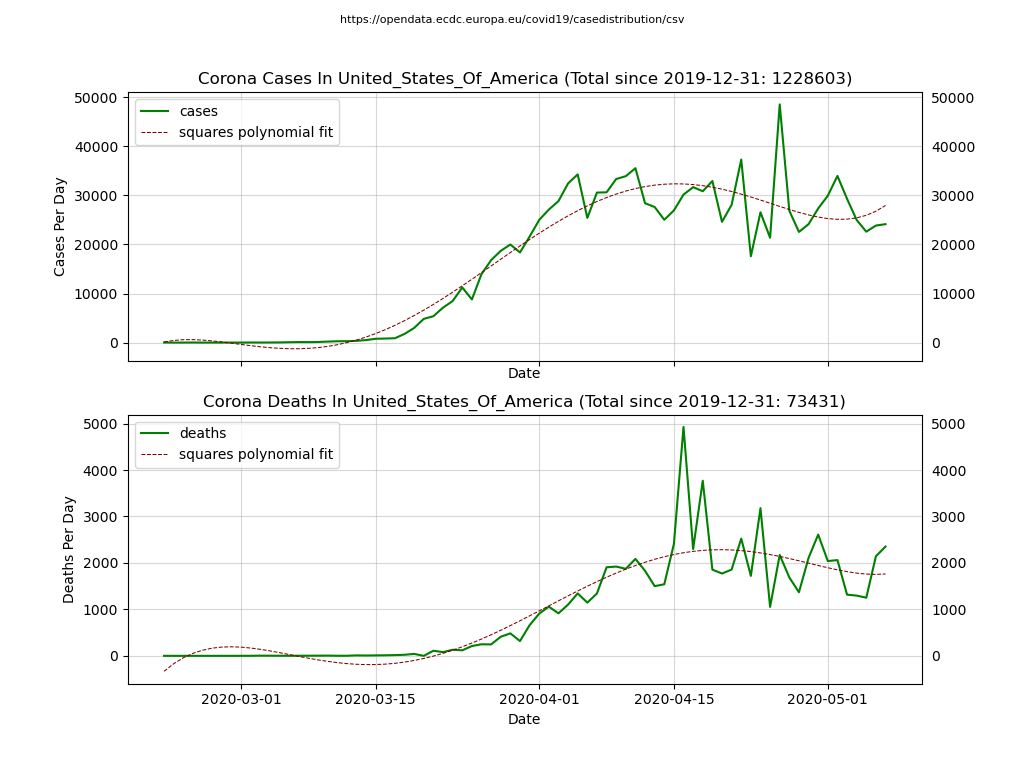 https://opendata.ecdc.europa.eu/covid19/casedistribution/csv
Corona Cases In United_States_Of_America (Total since 2019-12-31: 1228603)
cases
squares polynomial fit
Cases Per Day
50000
40000
30000
20000
10000
0
50000
40000
30000
20000
10000
0
Date
Corona Deaths In United_States_Of_America (Total since 2019-12-31: 73431)
deaths
squares polynomial fit
Deaths Per Day
5000
4000
3000
2000
1000
0
5000
4000
3000
2000
1000
0
2020-03-01 2020-03-15 2020-04-01 2020-04-15 2020-05-01
Date